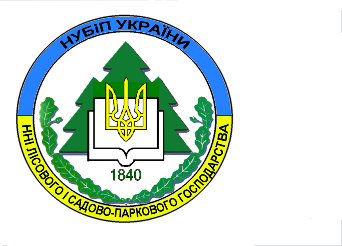 НУБІП УКРАЇНИ
1840
ННІ ЛІСОВОГО І САДОВО-ПАРКОВОГО ГОСПОДАРСТВА